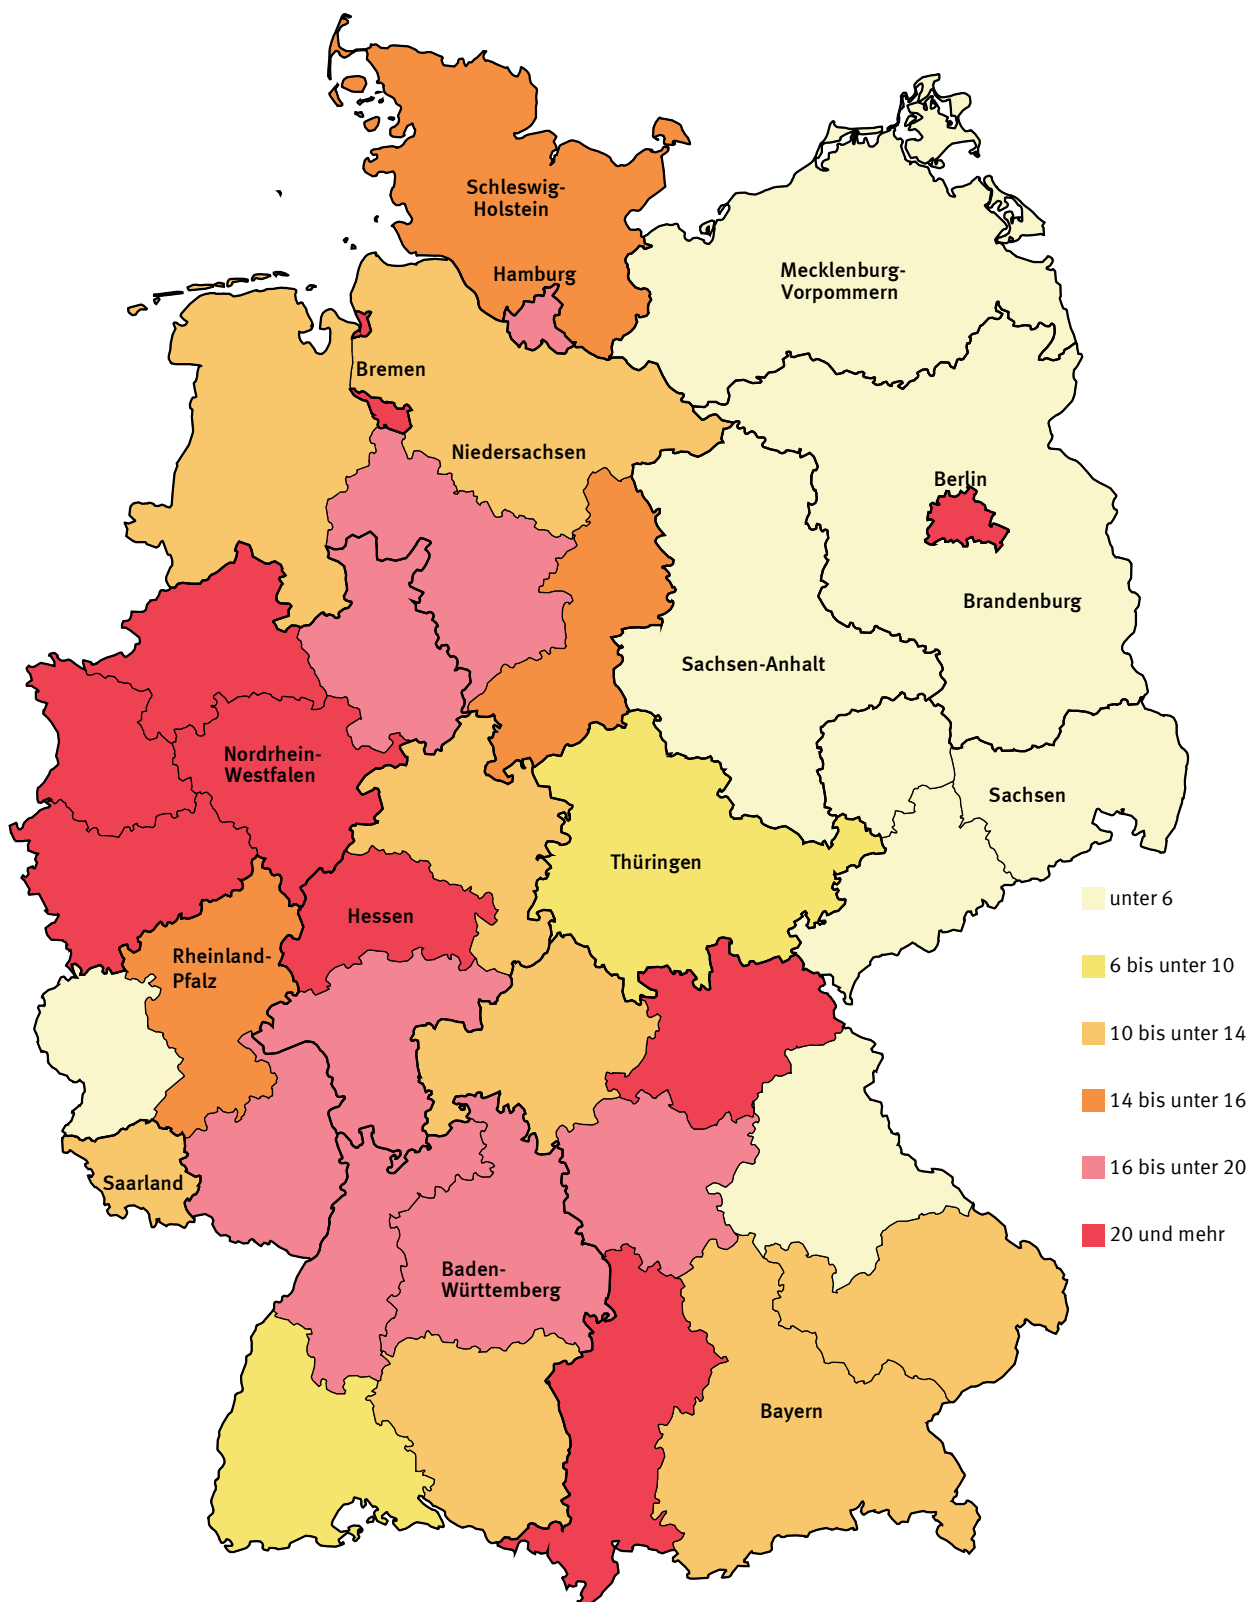 Schleswig-
Holstein
Hamburg
Mecklenburg-
Vorpommern
Bremen
Niedersachsen
Berlin
Brandenburg
Sachsen-Anhalt
Nordrhein-
Westfalen
Sachsen
Thüringen
Hessen
Rheinland-
Pfalz
Saarland
Baden-
Württemberg
Bayern
unter 6
6 bis unter 10
10 bis unter 14
14 bis unter 16
16 bis unter 20
20 und mehr